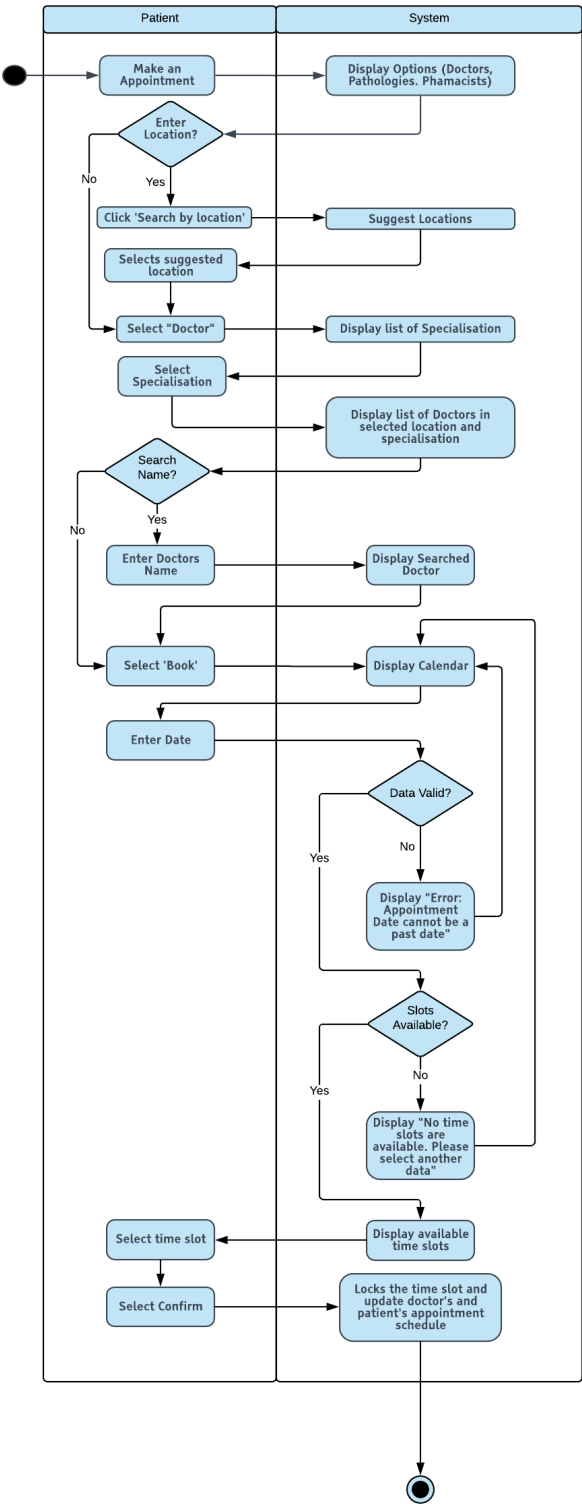 Patient
System
Make an
Appointment
Display Options (Doctors,
Pathologies. Phamacists)
Enter
Location?
No
Yes
Click 'Search by location'
Suggest Locations
Selects suggested
location
Select "Doctor"
Display list of Specialisation
Select
Specialisation
Display list of Doctors in
selected location and
specialisation
Search
Name?
No
Yes
Enter Doctors
Name
Display Searched
Doctor
Select 'Book'
Display Calendar
Enter Date
Data Valid?
No
Yes
Display "Error:
Appointment
Date cannot be a
past date"
Slots
Available?
No
Yes
Display "No time
slots are
available. Please
select another
data"
Select time slot
Display available
time slots
Select Confirm
Locks the time slot and
update doctor's and
patient's appointment
schedule